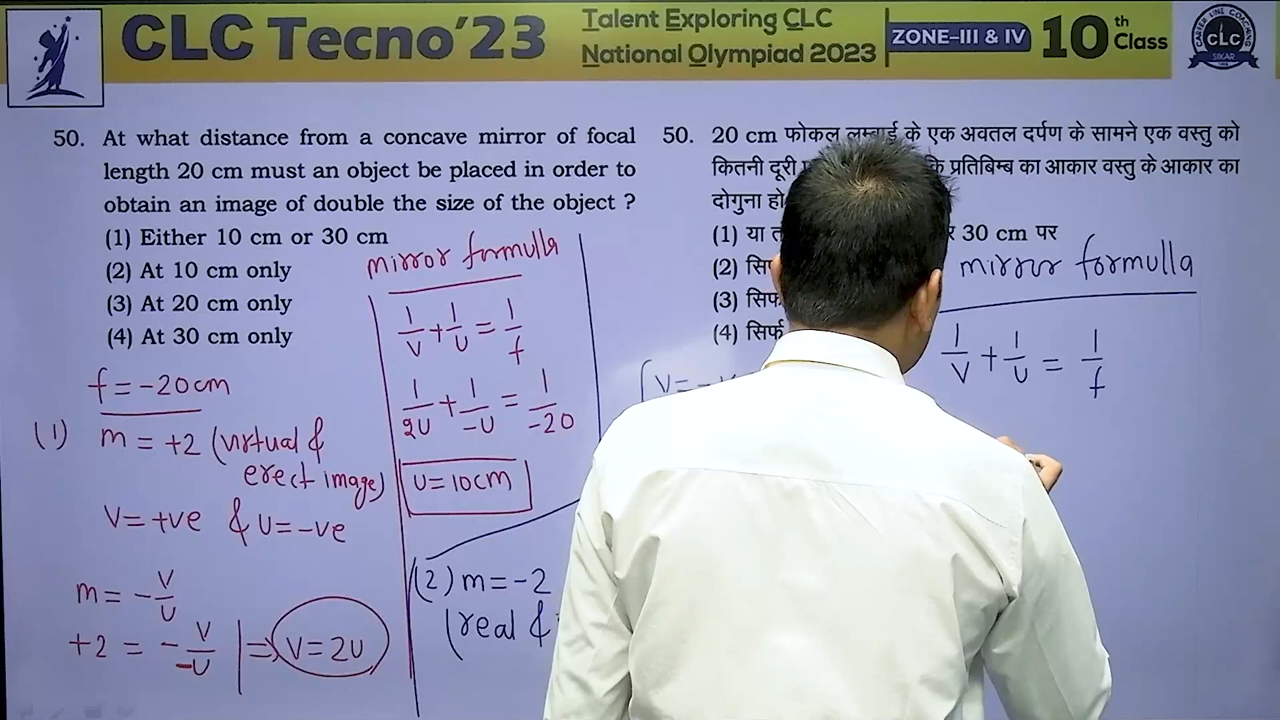 CLC Tecno'23
Talent Exploring CLC
National Olympiad 2023
ZONE–III & IV
10th Class
CLC
SIKAR
50. At what distance from a concave mirror of focal
length 20 cm must an object be placed in order to
obtain an image of double the size of the object ?
(1) Either 10 cm or 30 cm
(2) At 10 cm only
(3) At 20 cm only
(4) At 30 cm only
f = -20cm
(1) m = +2 (virtual &
erect image)
V = +ve & U = -ve
m = - V/U
+2 = - V/-U ⇒ V = 2U
mirror formulla
1/V + 1/U = 1/f
1/2U + 1/-U = 1/-20
U = 10cm
(2) m = -2
(real &
50. 20 cm फोकल लम्बाई के एक अवतल दर्पण के सामने एक वस्तु को
कितनी दूरी प्रतिबिम्ब का आकार वस्तु के आकार का
दोगुना हो
(1) या 30 cm पर
(2)
(3)
(4) सिर्फ
V = -
mirror formulla
1/V + 1/U = 1/f